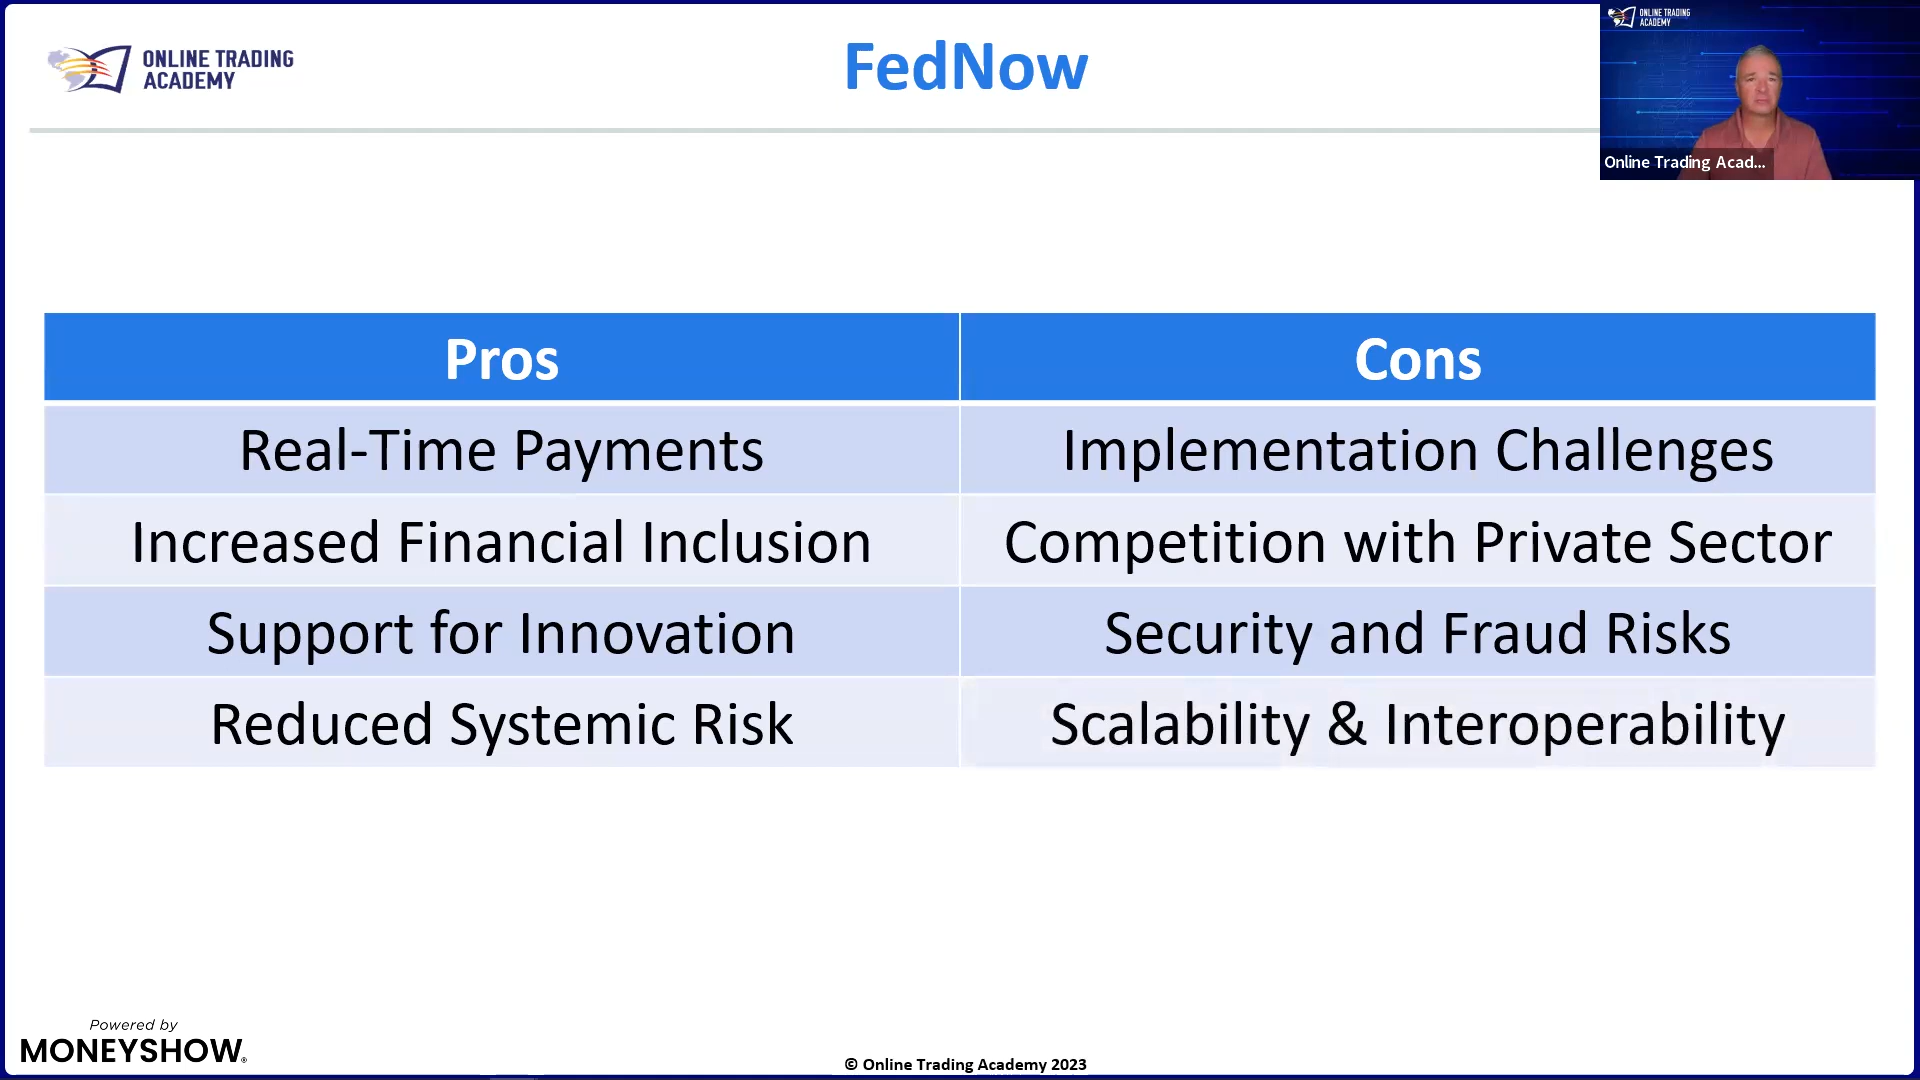 ONLINE TRADING
ACADEMY
FedNow
ONLINE TRADING
ACADEMY
Online Trading Acad...
Pros
Cons
Real-Time Payments
Implementation Challenges
Increased Financial Inclusion
Competition with Private Sector
Support for Innovation
Security and Fraud Risks
Reduced Systemic Risk
Scalability & Interoperability
Powered by
MONEYSHOW®
© Online Trading Academy 2023